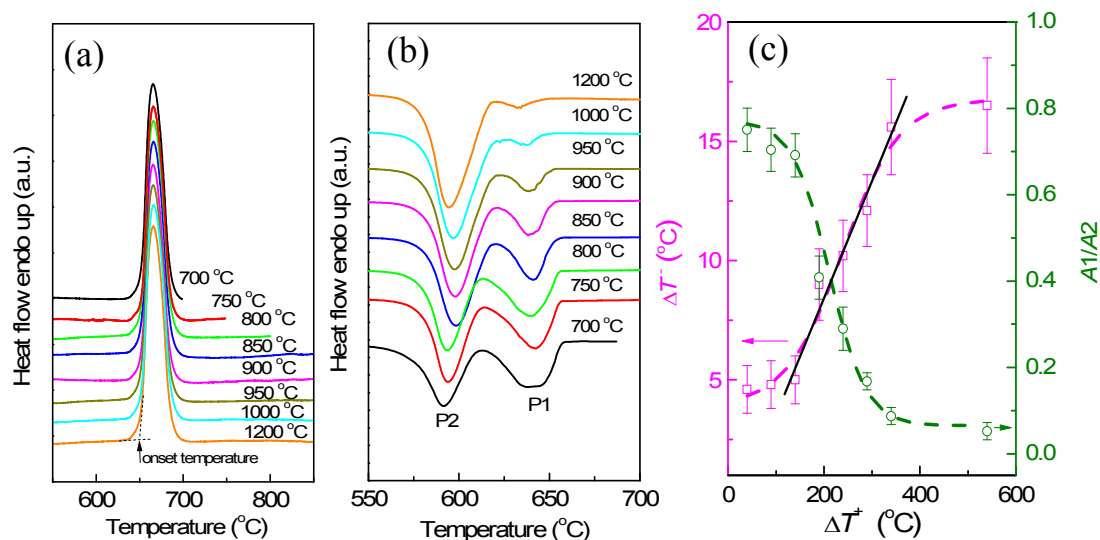 (a)
Heat flow endo up (a.u.)
700 °C
750 °C
800 °C
850 °C
900 °C
950 °C
1000 °C
1200 °C
onset temperature
600 700 800
Temperature (°C)
(b)
Heat flow endo up (a.u.)
1200 °C
1000 °C
950 °C
900 °C
850 °C
800 °C
750 °C
700 °C
P2 P1
550 600 650 700
Temperature (°C)
(c)
ΔT⁻ (°C)
20
15
10
5
0 200 400 600
ΔT⁺ (°C)
1.0
0.8
0.6
0.4
0.2
0.0
A1/A2